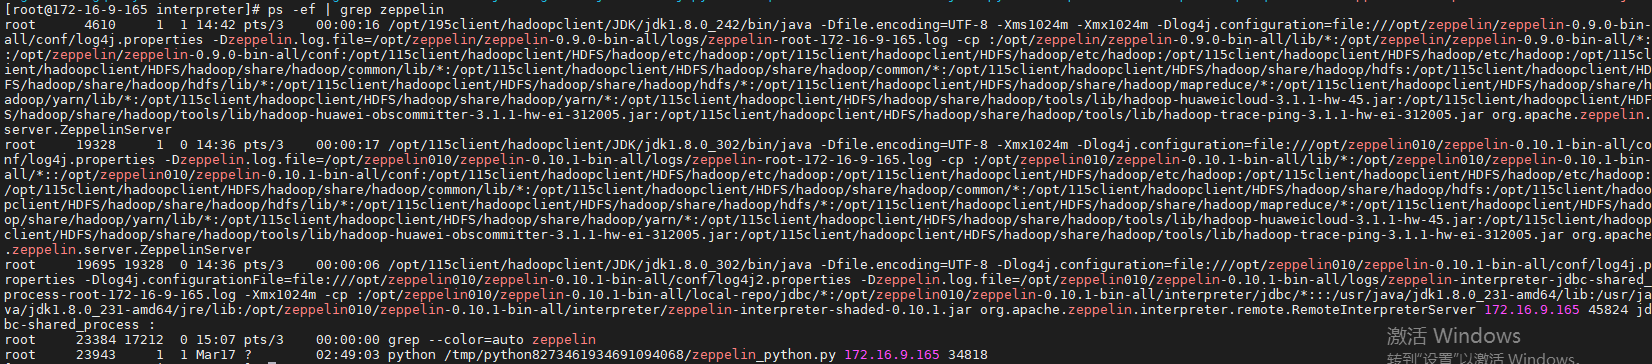 [root@172-16-9-165 interpreter]# ps -ef | grep zeppelin
root      4610     1  1 14:42 pts/3    00:00:16 /opt/195client/hadoopclient/JDK/jdk1.8.0_242/bin/java -Dfile.encoding=UTF-8 -Xms1024m -Xmx1024m -Dlog4j.configuration=file:///opt/zeppelin/zeppelin-0.9.0-bin-
all/conf/log4j.properties -Dzeppelin.log.file=/opt/zeppelin/zeppelin-0.9.0-bin-all/logs/zeppelin-root-172-16-9-165.log -cp :/opt/zeppelin/zeppelin-0.9.0-bin-all/lib/*:/opt/zeppelin/zeppelin-0.9.0-bin-all/*:
:/opt/zeppelin/zeppelin-0.9.0-bin-all/conf:/opt/115client/hadoopclient/HDFS/hadoop/etc/hadoop:/opt/115client/hadoopclient/HDFS/hadoop/etc/hadoop:/opt/115client/hadoopclient/HDFS/hadoop/etc/hadoop:/opt/115cl
ient/hadoopclient/HDFS/hadoop/share/hadoop/common/lib/*:/opt/115client/hadoopclient/HDFS/hadoop/share/hadoop/common/*:/opt/115client/hadoopclient/HDFS/hadoop/share/hadoop/hdfs:/opt/115client/hadoopclient/HD
FS/hadoop/share/hadoop/hdfs/lib/*:/opt/115client/hadoopclient/HDFS/hadoop/share/hadoop/hdfs/*:/opt/115client/hadoopclient/HDFS/hadoop/share/hadoop/mapreduce/*:/opt/115client/hadoopclient/HDFS/hadoop/share/h
adoop/yarn/lib/*:/opt/115client/hadoopclient/HDFS/hadoop/share/hadoop/yarn/*:/opt/115client/hadoopclient/HDFS/hadoop/share/hadoop/tools/lib/hadoop-huaweicloud-3.1.1-hw-45.jar:/opt/115client/hadoopclient/HDF
S/hadoop/share/hadoop/tools/lib/hadoop-huawei-obscommitter-3.1.1-hw-ei-312005.jar:/opt/115client/hadoopclient/HDFS/hadoop/share/hadoop/tools/lib/hadoop-trace-ping-3.1.1-hw-ei-312005.jar org.apache.zeppelin.
server.ZeppelinServer
root     19328     1  0 14:36 pts/3    00:00:17 /opt/115client/hadoopclient/JDK/jdk1.8.0_302/bin/java -Dfile.encoding=UTF-8 -Xms1024m -Xmx1024m -Dlog4j.configuration=file:///opt/zeppelin010/zeppelin-0.10.1-bin-all/co
nf/log4j.properties -Dzeppelin.log.file=/opt/zeppelin010/zeppelin-0.10.1-bin-all/logs/zeppelin-root-172-16-9-165.log -cp :/opt/zeppelin010/zeppelin-0.10.1-bin-all/lib/*:/opt/zeppelin010/zeppelin-0.10.1-bin-
all/*::/opt/zeppelin010/zeppelin-0.10.1-bin-all/conf:/opt/115client/hadoopclient/HDFS/hadoop/etc/hadoop:/opt/115client/hadoopclient/HDFS/hadoop/etc/hadoop:/opt/115client/hadoopclient/HDFS/hadoop/etc/hadoop:
/opt/115client/hadoopclient/HDFS/hadoop/share/hadoop/common/lib/*:/opt/115client/hadoopclient/HDFS/hadoop/share/hadoop/common/*:/opt/115client/hadoopclient/HDFS/hadoop/share/hadoop/hdfs:/opt/115client/hadoo
pclient/HDFS/hadoop/share/hadoop/hdfs/lib/*:/opt/115client/hadoopclient/HDFS/hadoop/share/hadoop/hdfs/*:/opt/115client/hadoopclient/HDFS/hadoop/share/hadoop/mapreduce/*:/opt/115client/hadoopclient/HDFS/hado
op/share/hadoop/yarn/lib/*:/opt/115client/hadoopclient/HDFS/hadoop/share/hadoop/yarn/*:/opt/115client/hadoopclient/HDFS/hadoop/share/hadoop/tools/lib/hadoop-huaweicloud-3.1.1-hw-45.jar:/opt/115client/hadoop
client/HDFS/hadoop/share/hadoop/tools/lib/hadoop-huawei-obscommitter-3.1.1-hw-ei-312005.jar:/opt/115client/hadoopclient/HDFS/hadoop/share/hadoop/tools/lib/hadoop-trace-ping-3.1.1-hw-ei-312005.jar org.apache
.zeppelin.server.ZeppelinServer
root     19695 19328  0 14:36 pts/3    00:00:06 /opt/115client/hadoopclient/JDK/jdk1.8.0_302/bin/java -Dfile.encoding=UTF-8 -Dlog4j.configuration=file:///opt/zeppelin010/zeppelin-0.10.1-bin-all/conf/log4j.p
roperties -Dlog4j.configurationFile=file:///opt/zeppelin010/zeppelin-0.10.1-bin-all/conf/log4j2.properties -Dzeppelin.log.file=/opt/zeppelin010/zeppelin-0.10.1-bin-all/logs/zeppelin-interpreter-jdbc-shared_
process-root-172-16-9-165.log -Xmx1024m -cp :/opt/zeppelin010/zeppelin-0.10.1-bin-all/local-repo/jdbc/*:/opt/zeppelin010/zeppelin-0.10.1-bin-all/interpreter/jdbc/*:::/usr/java/jdk1.8.0_231-amd64/lib:/usr/ja
va/jdk1.8.0_231-amd64/jre/lib:/opt/zeppelin010/zeppelin-0.10.1-bin-all/interpreter/zeppelin-interpreter-shaded-0.10.1.jar org.apache.zeppelin.interpreter.remote.RemoteInterpreterServer 172.16.9.165 45824 jd
bc-shared_process :
root     23384 17212  0 15:07 pts/3    00:00:00 grep --color=auto zeppelin
root     23943     1  1 Mar17 ?        02:49:03 python /tmp/python8273461934691094068/zeppelin_python.py 172.16.9.165 34818
激活 Windows
转到"设置"以激活 Windows。